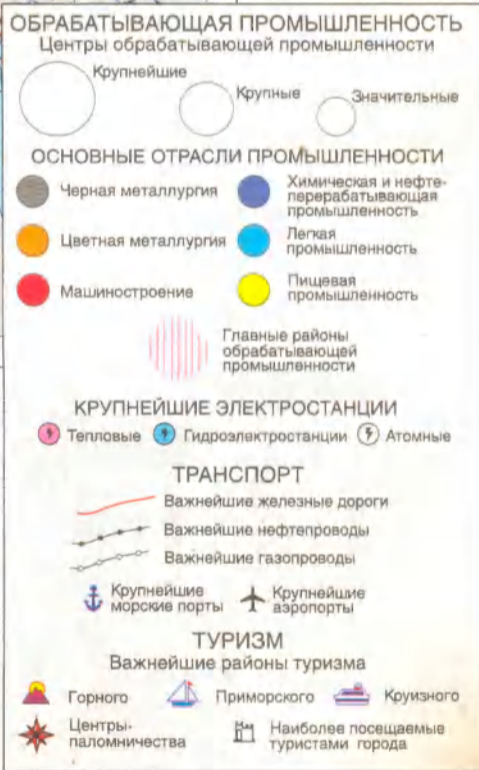 ОБРАБАТЫВАЮЩАЯ ПРОМЫШЛЕННОСТЬ
Центры обрабатывающей промышленности
Крупнейшие
Крупные
Значительные
ОСНОВНЫЕ ОТРАСЛИ ПРОМЫШЛЕННОСТИ
Черная металлургия
Химическая и нефте-
перерабатывающая
промышленность
Цветная металлургия
Легкая
промышленность
Машиностроение
Пищевая
промышленность
Главные районы
обрабатывающей
промышленности
КРУПНЕЙШИЕ ЭЛЕКТРОСТАНЦИИ
Тепловые Гидроэлектростанции Атомные
ТРАНСПОРТ
Важнейшие железные дороги
Важнейшие нефтепроводы
Важнейшие газопроводы
Крупнейшие
морские порты
Крупнейшие
аэропорты
ТУРИЗМ
Важнейшие районы туризма
Горного Приморского Круизного
Центры-
паломничества
Наиболее посещаемые
туристами города